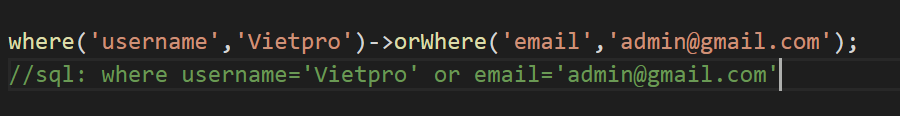 where('username','Vietpro')->orWhere('email','admin@gmail.com');
//sql: where username='Vietpro' or email='admin@gmail.com'